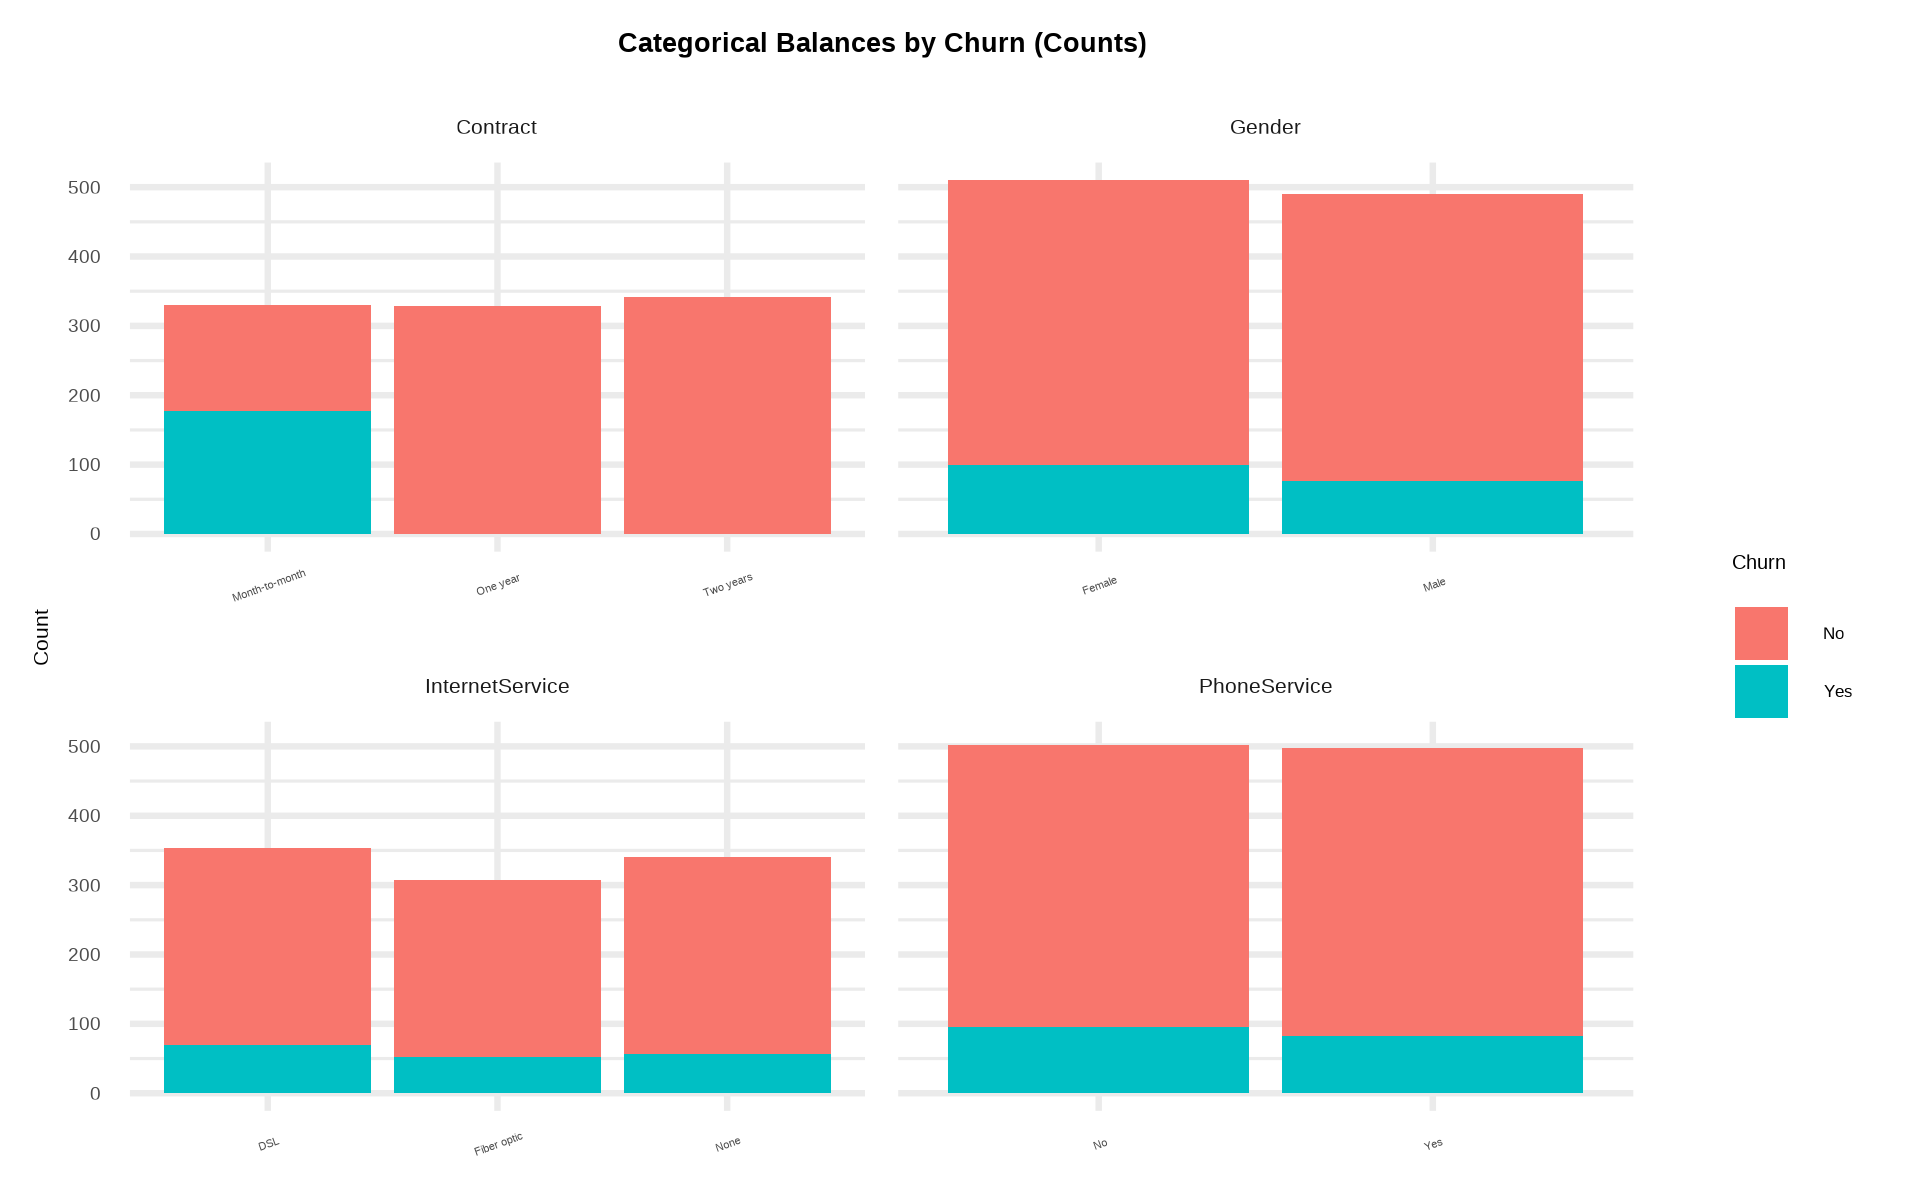 Categorical Balances by Churn (Counts)
Contract
Gender
500
400
300
200
100
0
Month-to-month
One year
Two years
Female
Male
Count
InternetService
PhoneService
500
400
300
200
100
0
DSL
Fiber optic
None
No
Yes
Churn
No
Yes